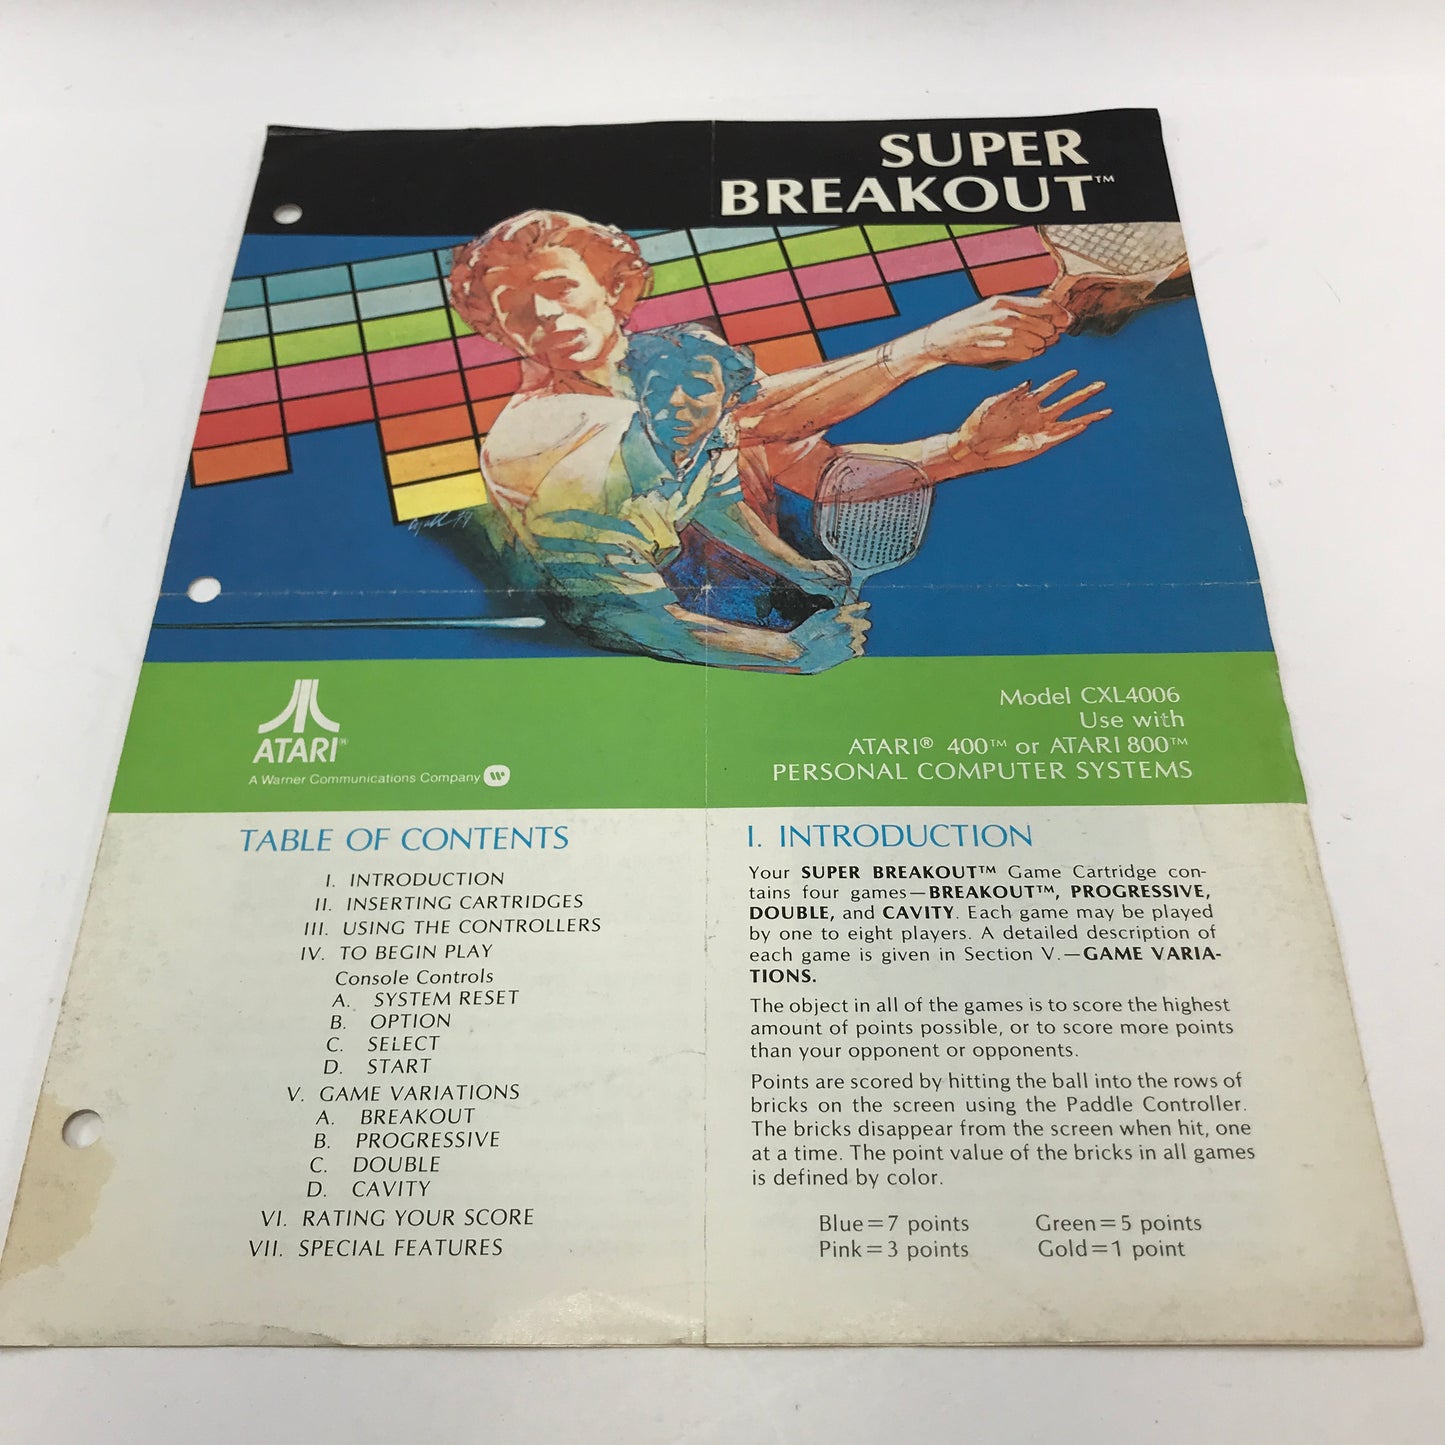 SUPER
BREAKOUT™
ATARI®
A Warner Communications Company
Model CXL4006
Use with
ATARI® 400™ or ATARI 800™
PERSONAL COMPUTER SYSTEMS
TABLE OF CONTENTS
I. INTRODUCTION
II. INSERTING CARTRIDGES
III. USING THE CONTROLLERS
IV. TO BEGIN PLAY
Console Controls
A. SYSTEM RESET
B. OPTION
C. SELECT
D. START
V. GAME VARIATIONS
A. BREAKOUT
B. PROGRESSIVE
C. DOUBLE
D. CAVITY
VI. RATING YOUR SCORE
VII. SPECIAL FEATURES
I. INTRODUCTION
Your SUPER BREAKOUT™ Game Cartridge con-
tains four games—BREAKOUT™, PROGRESSIVE,
DOUBLE, and CAVITY. Each game may be played
by one to eight players. A detailed description of
each game is given in Section V.—GAME VARIA-
TIONS.
The object in all of the games is to score the highest
amount of points possible, or to score more points
than your opponent or opponents.
Points are scored by hitting the ball into the rows of
bricks on the screen using the Paddle Controller.
The bricks disappear from the screen when hit, one
at a time. The point value of the bricks in all games
is defined by color.
Blue=7 points Green=5 points
Pink=3 points Gold=1 point